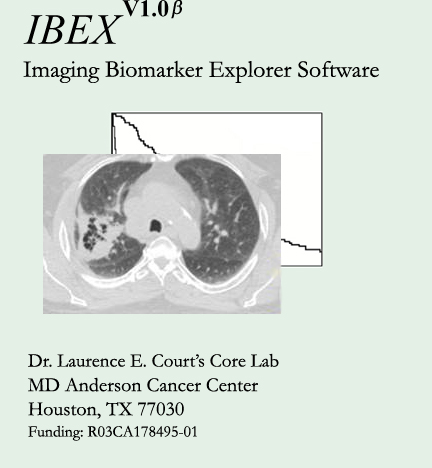 IBEX V1.0β
Imaging Biomarker Explorer Software
Dr. Laurence E. Court's Core Lab
MD Anderson Cancer Center
Houston, TX 77030
Funding: R03CA178495-01